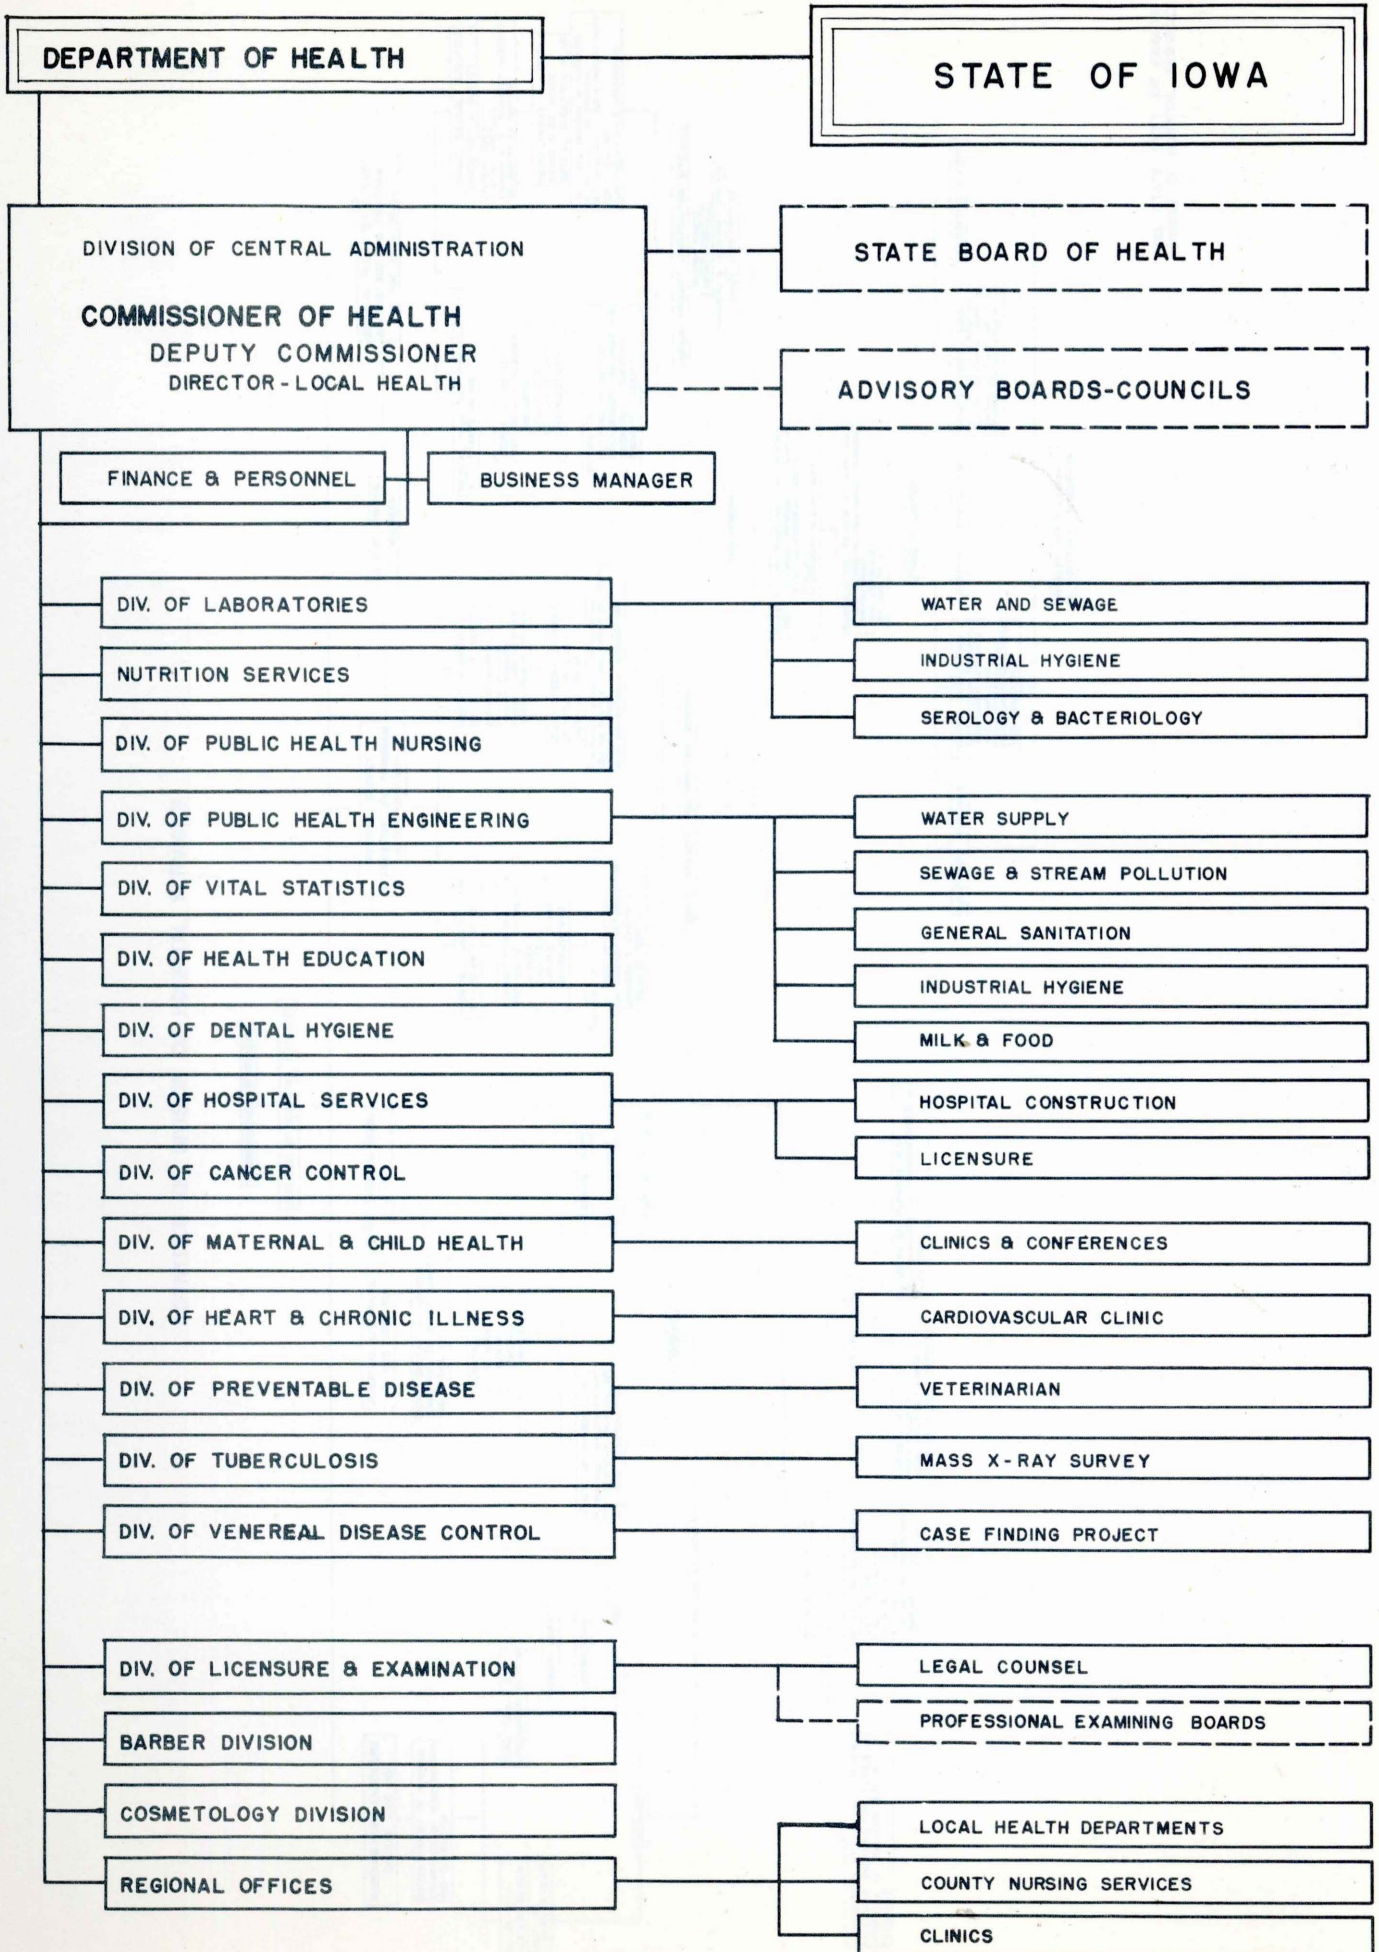 DEPARTMENT OF HEALTH
STATE OF IOWA
DIVISION OF CENTRAL ADMINISTRATION
COMMISSIONER OF HEALTH
DEPUTY COMMISSIONER
DIRECTOR - LOCAL HEALTH
STATE BOARD OF HEALTH
ADVISORY BOARDS-COUNCILS
FINANCE & PERSONNEL
BUSINESS MANAGER
DIV. OF LABORATORIES
WATER AND SEWAGE
INDUSTRIAL HYGIENE
SEROLOGY & BACTERIOLOGY
NUTRITION SERVICES
DIV. OF PUBLIC HEALTH NURSING
DIV. OF PUBLIC HEALTH ENGINEERING
WATER SUPPLY
SEWAGE & STREAM POLLUTION
GENERAL SANITATION
INDUSTRIAL HYGIENE
MILK & FOOD
DIV. OF VITAL STATISTICS
DIV. OF HEALTH EDUCATION
DIV. OF DENTAL HYGIENE
DIV. OF HOSPITAL SERVICES
HOSPITAL CONSTRUCTION
LICENSURE
DIV. OF CANCER CONTROL
DIV. OF MATERNAL & CHILD HEALTH
CLINICS & CONFERENCES
DIV. OF HEART & CHRONIC ILLNESS
CARDIOVASCULAR CLINIC
DIV. OF PREVENTABLE DISEASE
VETERINARIAN
DIV. OF TUBERCULOSIS
MASS X-RAY SURVEY
DIV. OF VENEREAL DISEASE CONTROL
CASE FINDING PROJECT
DIV. OF LICENSURE & EXAMINATION
LEGAL COUNSEL
PROFESSIONAL EXAMINING BOARDS
BARBER DIVISION
COSMETOLOGY DIVISION
REGIONAL OFFICES
LOCAL HEALTH DEPARTMENTS
COUNTY NURSING SERVICES
CLINICS